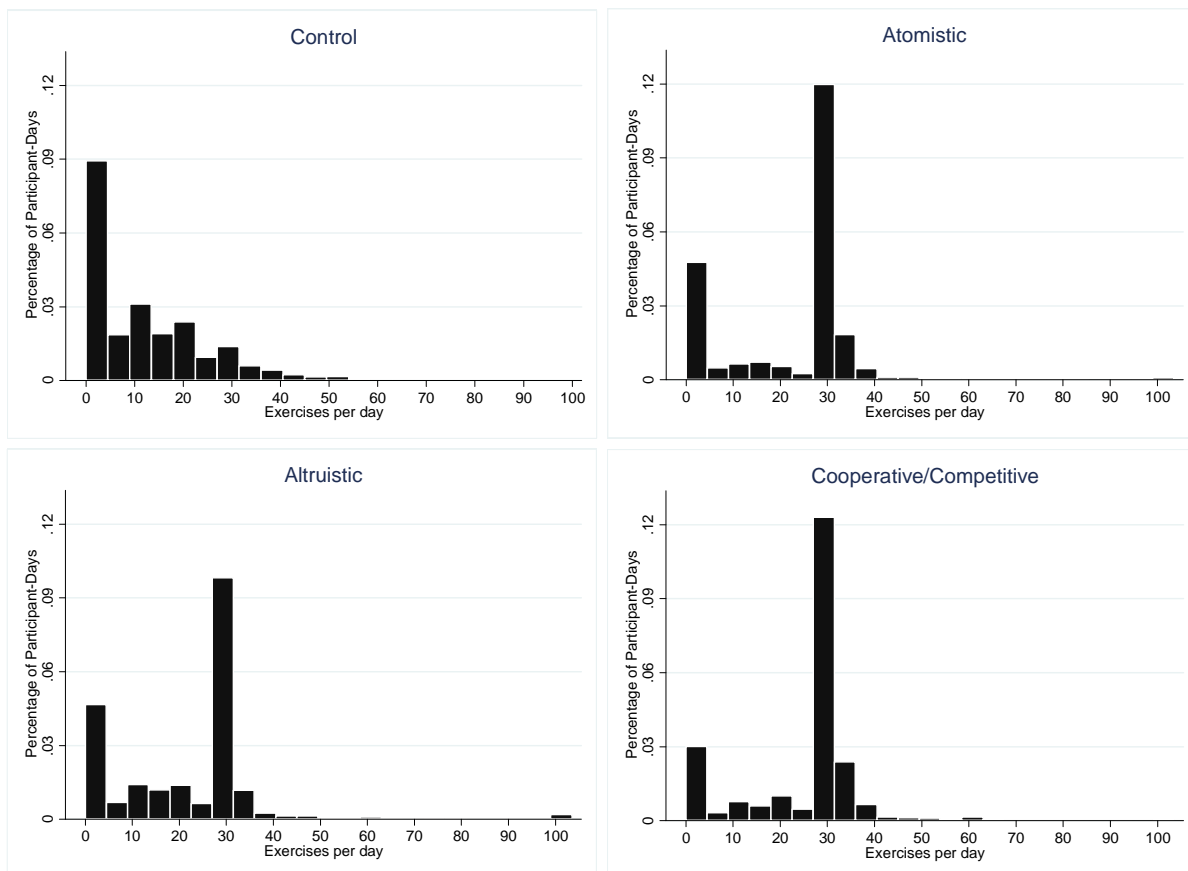 Control
Percentage of Participant-Days
.12
.09
.06
.03
0
0 10 20 30 40 50 60 70 80 90 100
Exercises per day
Atomistic
Percentage of Participant-Days
.12
.09
.06
.03
0
0 10 20 30 40 50 60 70 80 90 100
Exercises per day
Altruistic
Percentage of Participant-Days
.12
.09
.06
.03
0
0 10 20 30 40 50 60 70 80 90 100
Exercises per day
Cooperative/Competitive
Percentage of Participant-Days
.12
.09
.06
.03
0
0 10 20 30 40 50 60 70 80 90 100
Exercises per day